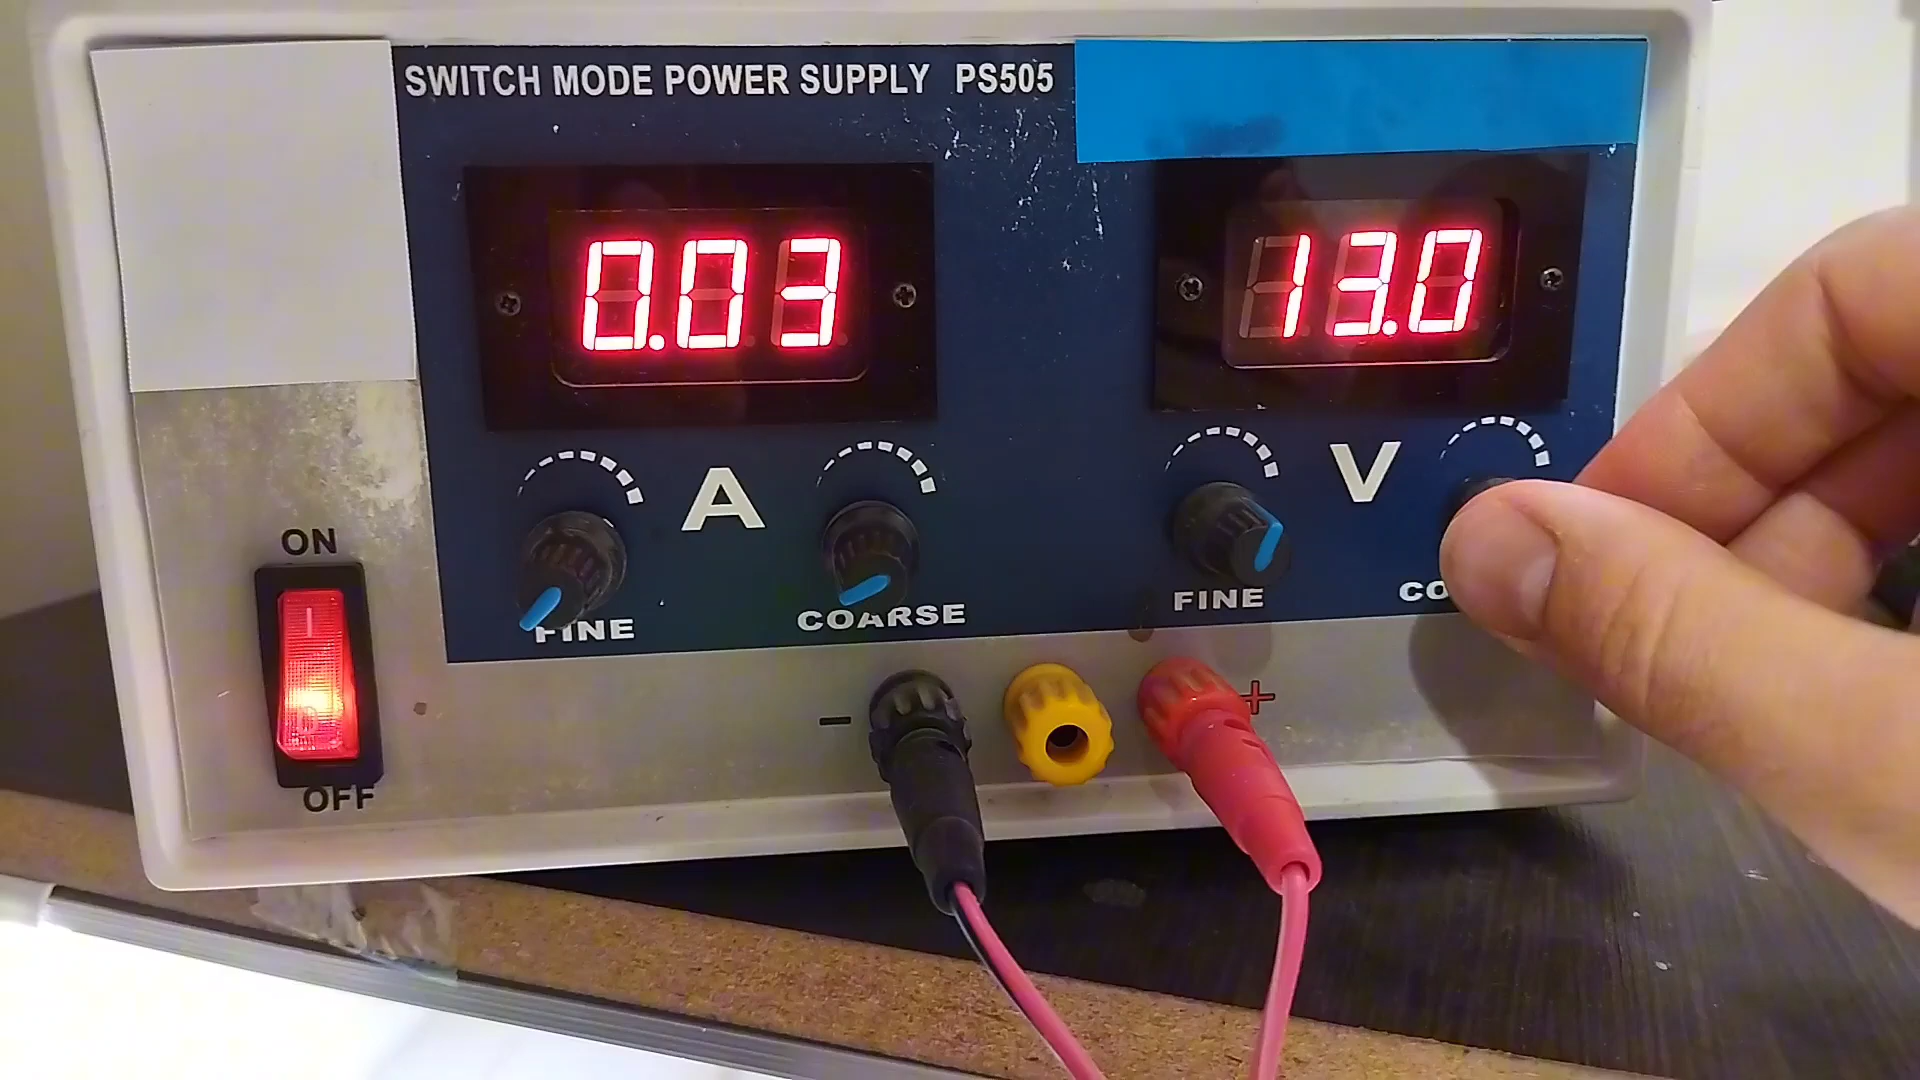 SWITCH MODE POWER SUPPLY PS505
0.03
13.0
A
V
FINE
COARSE
FINE
CO
ON
OFF
-
+